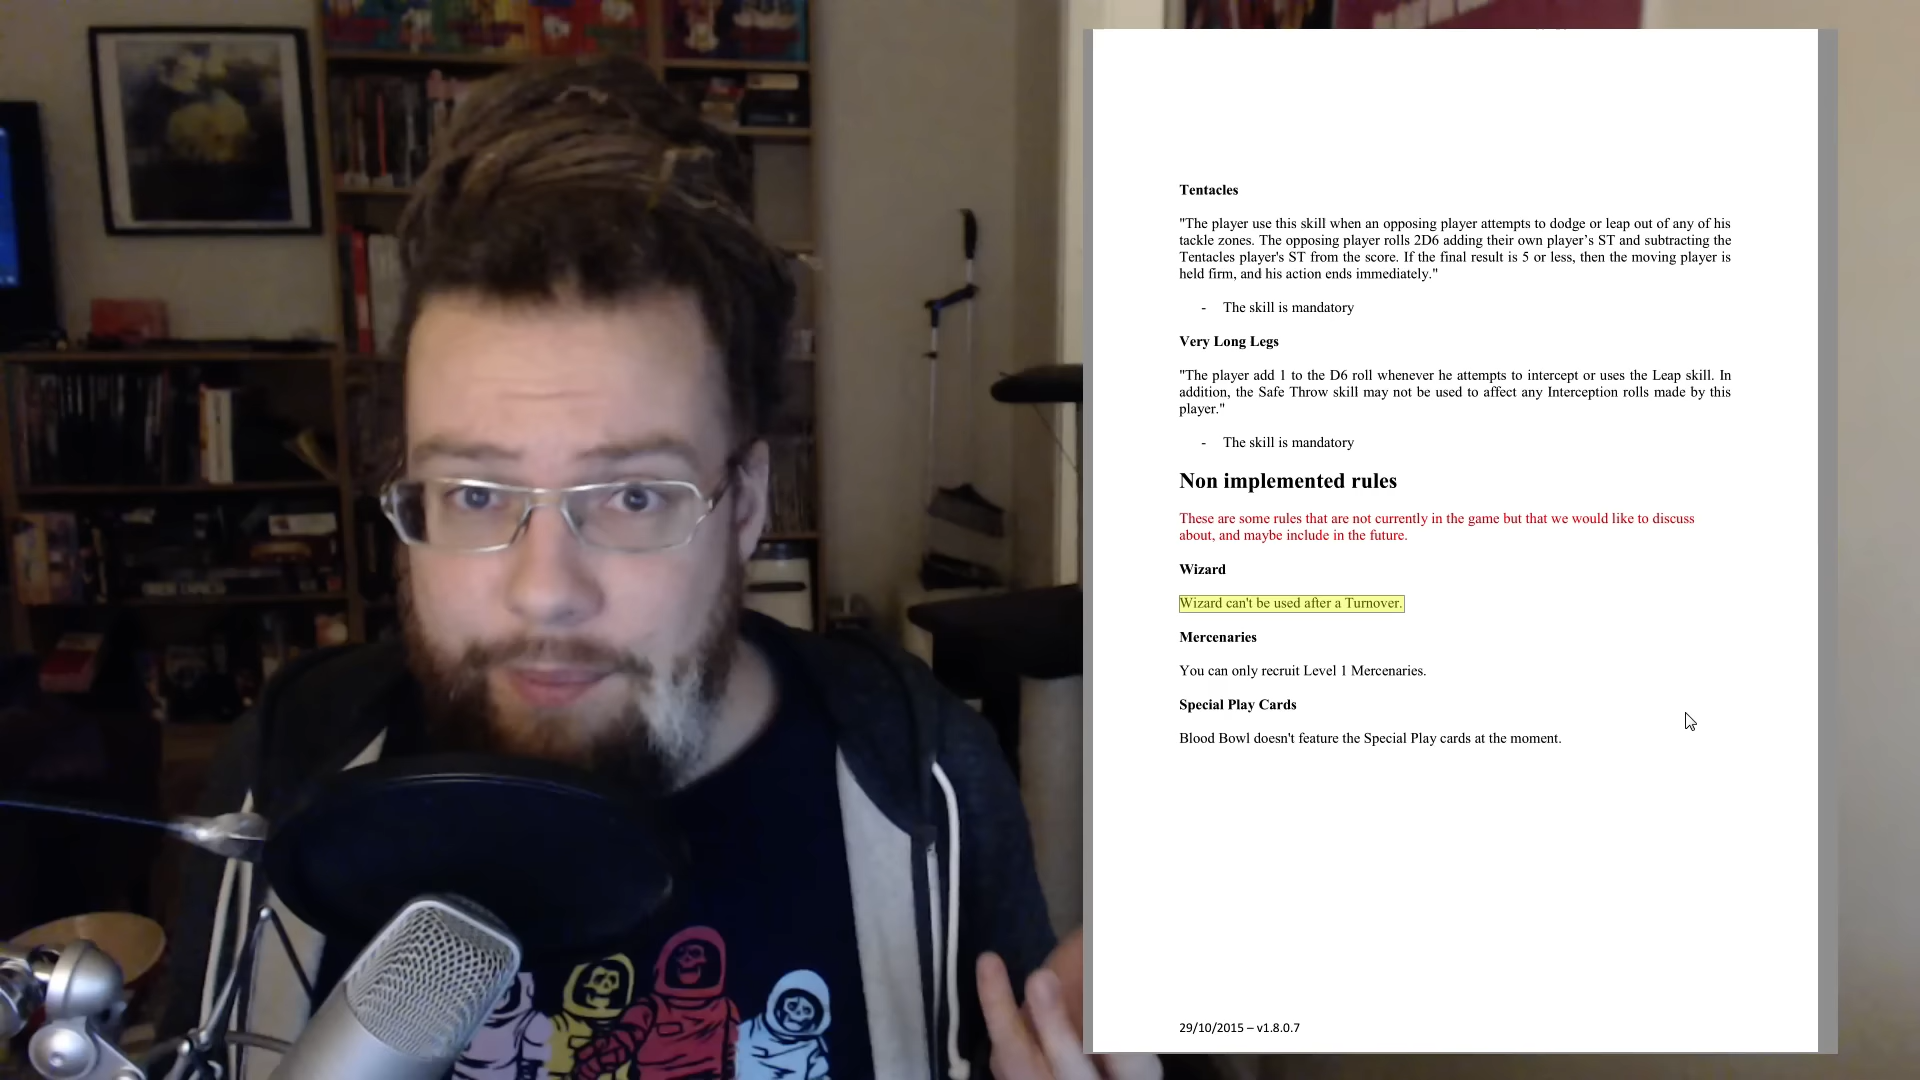 Tentacles
"The player use this skill when an opposing player attempts to dodge or leap out of any of his
tackle zones. The opposing player rolls 2D6 adding their own player’s ST and subtracting the
Tentacles player's ST from the score. If the final result is 5 or less, then the moving player is
held firm, and his action ends immediately."
- The skill is mandatory
Very Long Legs
"The player add 1 to the D6 roll whenever he attempts to intercept or uses the Leap skill. In
addition, the Safe Throw skill may not be used to affect any Interception rolls made by this
player."
- The skill is mandatory
Non implemented rules
These are some rules that are not currently in the game but that we would like to discuss
about, and maybe include in the future.
Wizard
Wizard can't be used after a Turnover.
Mercenaries
You can only recruit Level 1 Mercenaries.
Special Play Cards
Blood Bowl doesn't feature the Special Play cards at the moment.
29/10/2015 – v1.8.0.7